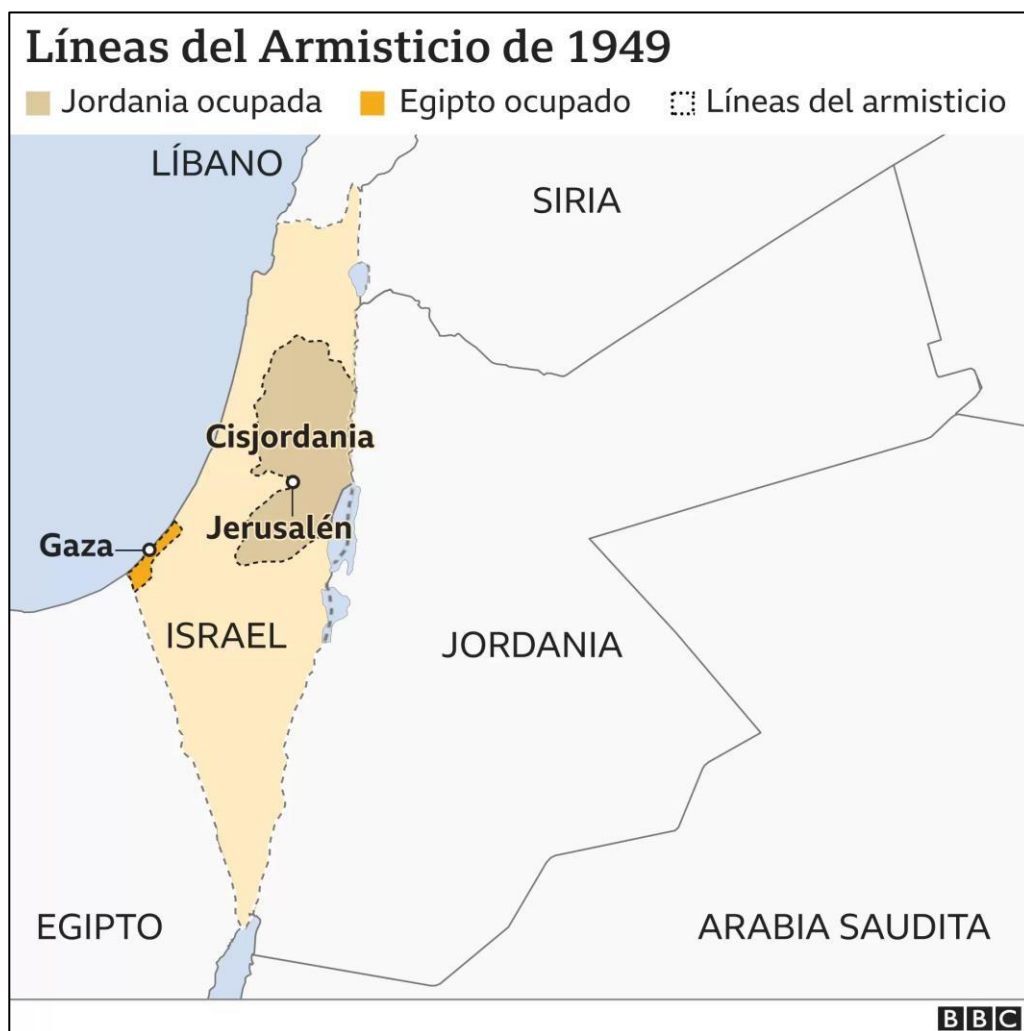 Líneas del Armisticio de 1949
Jordania ocupada Egipto ocupado Líneas del armisticio
LÍBANO
SIRIA
Cisjordania
Jerusalén
Gaza
ISRAEL
JORDANIA
EGIPTO
ARABIA SAUDITA
BBC